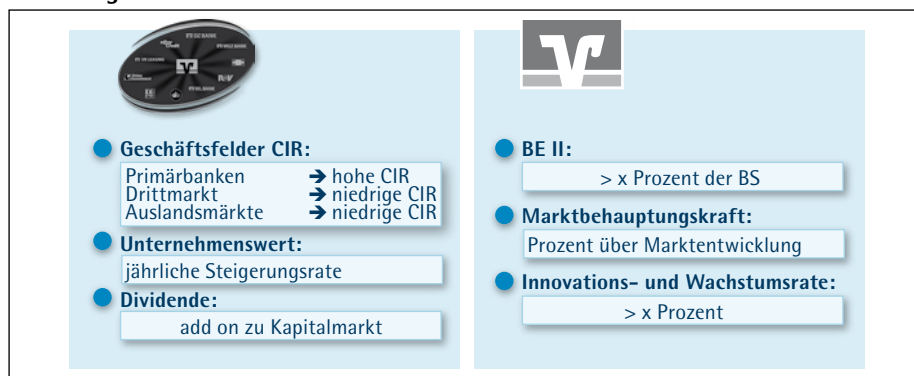 Geschäftsfelder CIR:
Primärbanken ➔ hohe CIR
Drittmarkt ➔ niedrige CIR
Auslandsmärkte ➔ niedrige CIR
Unternehmenswert:
jährliche Steigerungsrate
Dividende:
add on zu Kapitalmarkt
BE II:
> x Prozent der BS
Marktbehauptungskraft:
Prozent über Marktentwicklung
Innovations- und Wachstumsrate:
> x Prozent